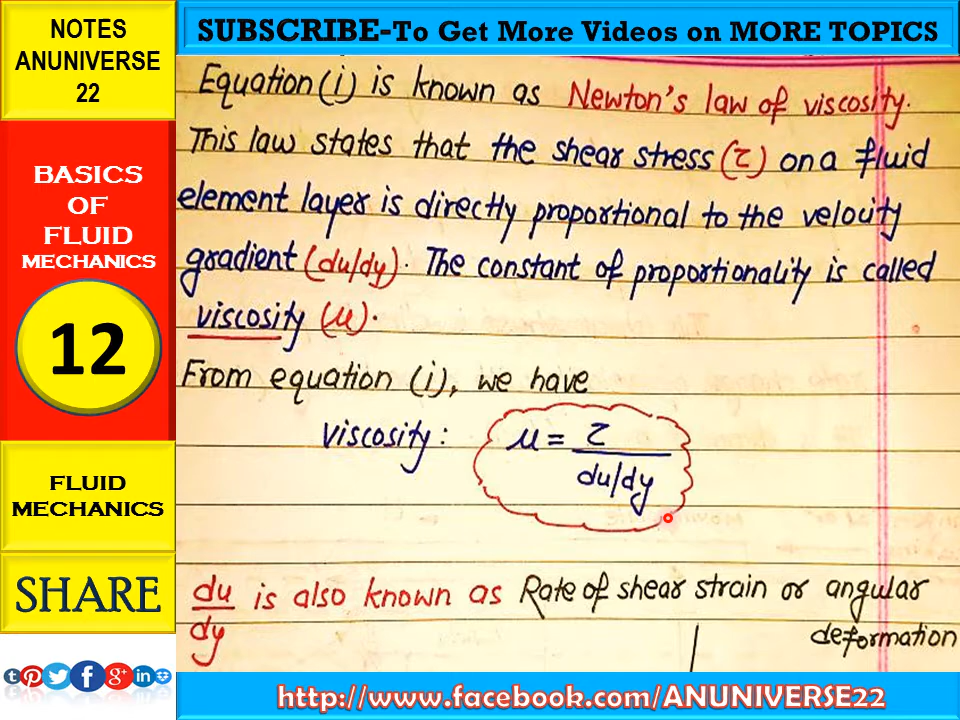 NOTES
ANUNIVERSE
22
SUBSCRIBE-To Get More Videos on MORE TOPICS
BASICS
OF
FLUID
MECHANICS
12
FLUID
MECHANICS
SHARE
Equation (i) is known as Newton's law of viscosity.
This law states that the shear stress (τ) on a fluid
element layer is directly proportional to the velocity
gradient (du/dy). The constant of proportionality is called
viscosity (μ).
From equation (i), we have
viscosity: μ = τ
du/dy
du is also known as Rate of shear strain or angular
dy deformation
http://www.facebook.com/ANUNIVERSE22